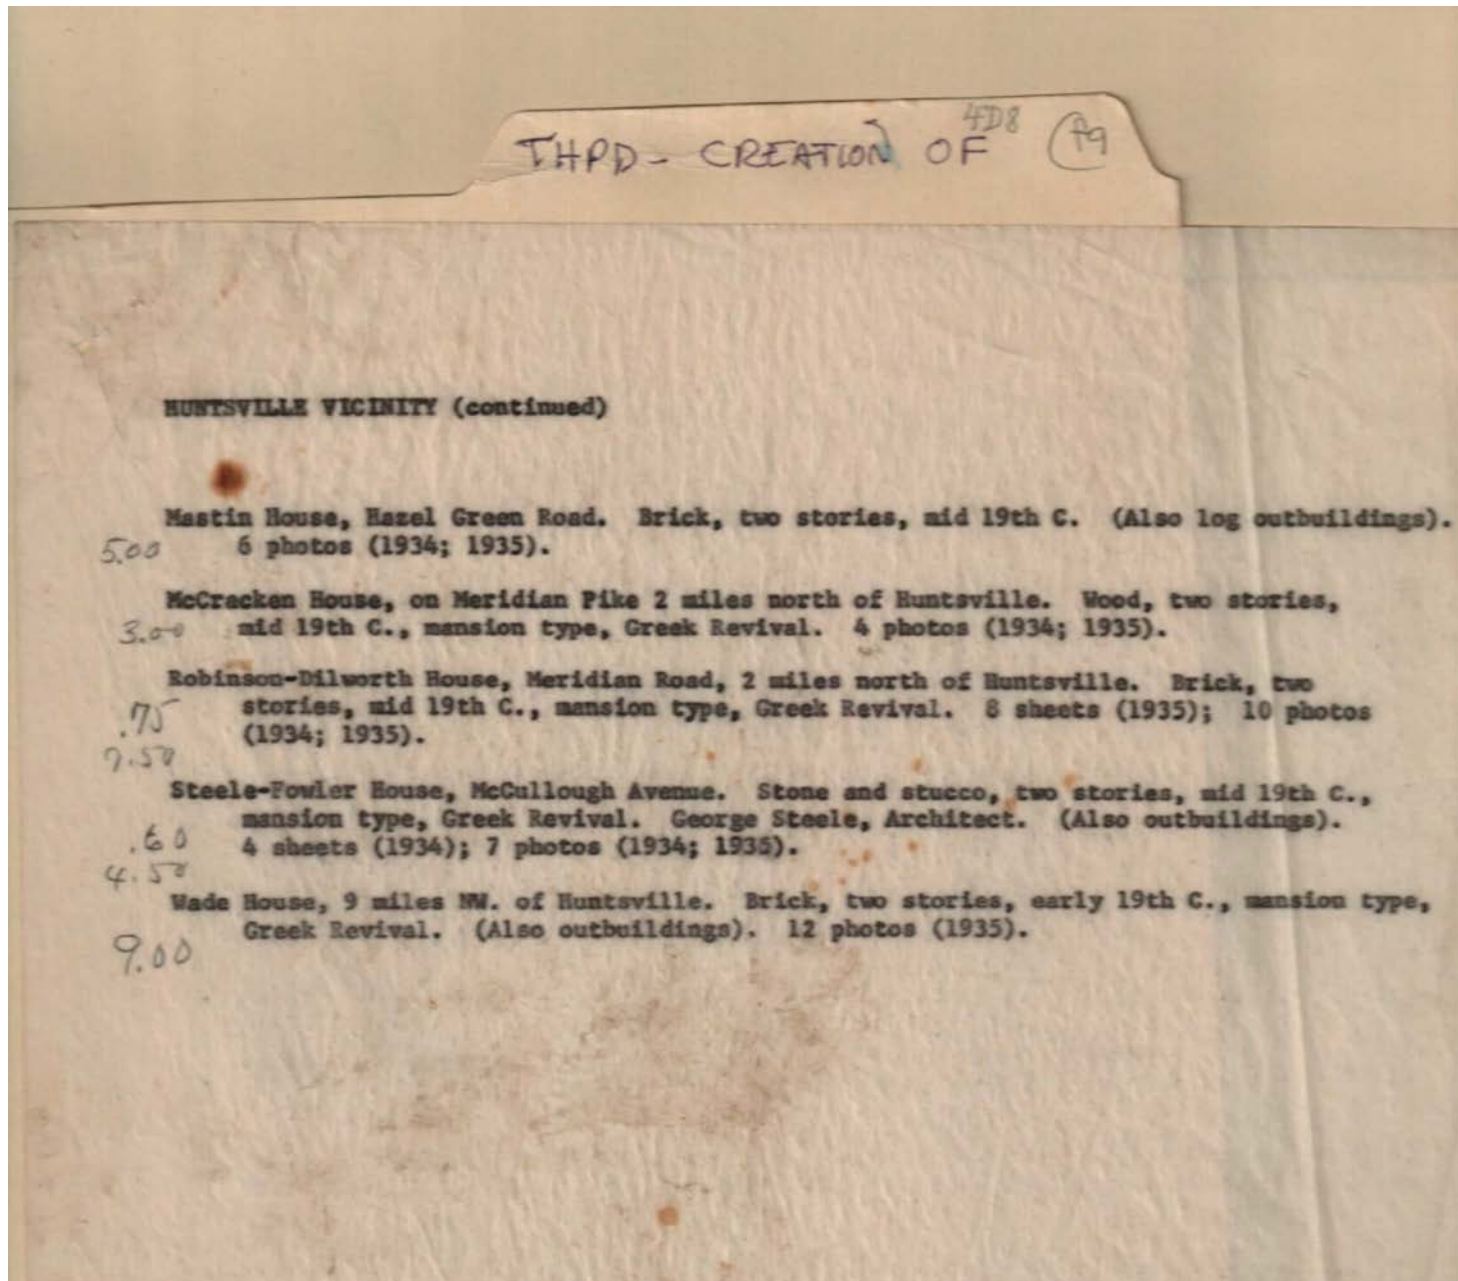 THPD - CREATION OF 4D8 f9
HUNTSVILLE VICINITY (continued)
Mastin House, Hazel Green Road. Brick, two stories, mid 19th C. (Also log outbuildings).
5.00 6 photos (1934; 1935).
McCracken House, on Meridian Pike 2 miles north of Huntsville. Wood, two stories,
3.00 mid 19th C., mansion type, Greek Revival. 4 photos (1934; 1935).
Robinson-Dilworth House, Meridian Road, 2 miles north of Huntsville. Brick, two
.75 stories, mid 19th C., mansion type, Greek Revival. 8 sheets (1935); 10 photos
(1934; 1935).
7.50
Steele-Fowler House, McCullough Avenue. Stone and stucco, two stories, mid 19th C.,
mansion type, Greek Revival. George Steele, Architect. (Also outbuildings).
.60 4 sheets (1934); 7 photos (1934; 1935).
4.50
Wade House, 9 miles NW. of Huntsville. Brick, two stories, early 19th C., mansion type,
9.00 Greek Revival. (Also outbuildings). 12 photos (1935).